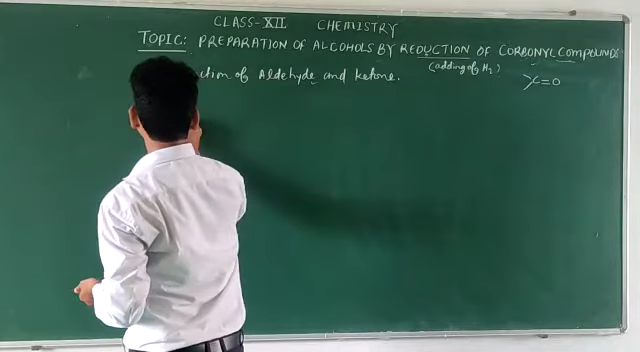 CLASS-XII CHEMISTRY
TOPIC: PREPARATION OF ALCOHOLS BY REDUCTION OF CORBONYL COMPOUNDS
(adding of H2)
ction of Aldehyde and ketone.
>C=O